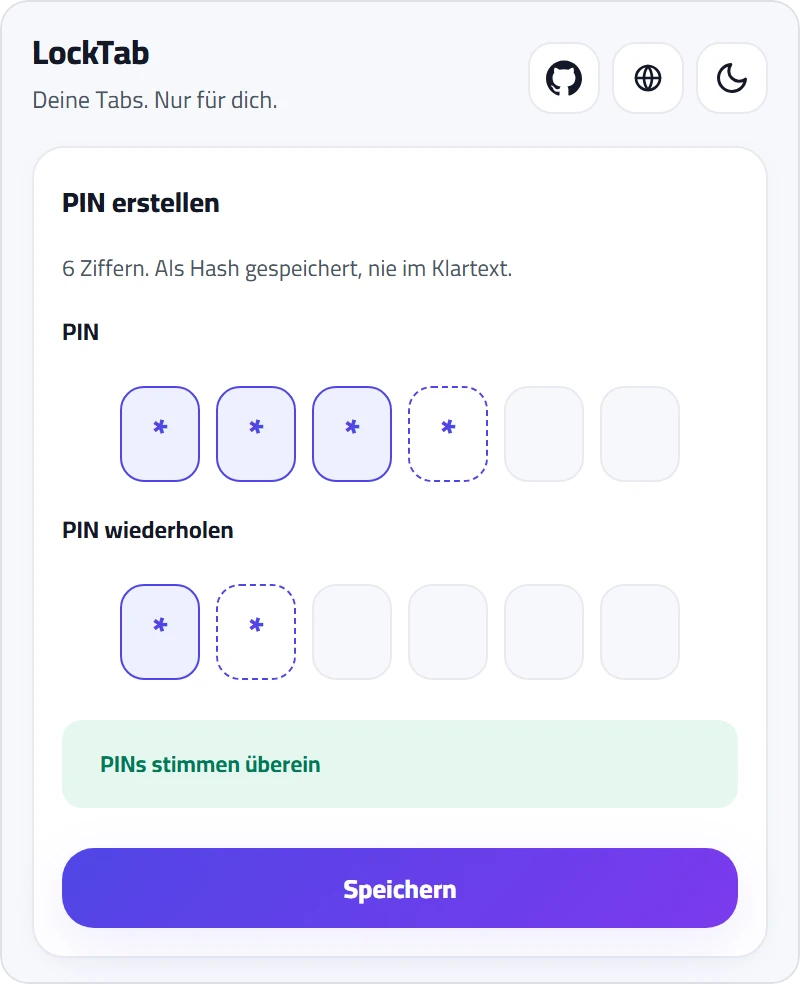 LockTab
Deine Tabs. Nur für dich.
PIN erstellen
6 Ziffern. Als Hash gespeichert, nie im Klartext.
PIN
* * * *
PIN wiederholen
* *
PINs stimmen überein
Speichern